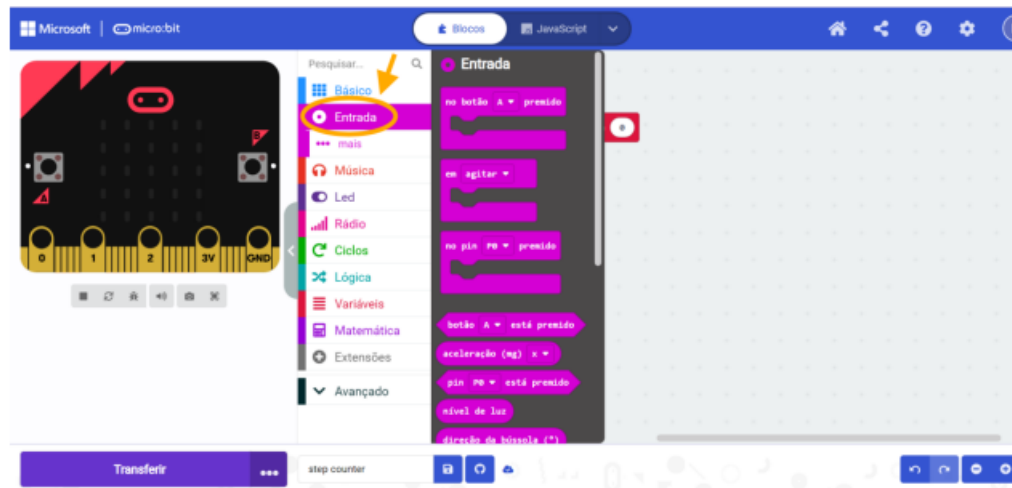 Microsoft | micro:bit
Blocos
JavaScript
Pesquisar...
Básico
Entrada
mais
Música
Led
Rádio
Ciclos
Lógica
Variáveis
Matemática
Extensões
Avançado
Entrada
no botão A premido
em agitar
no pin P0 premido
botão A está premido
aceleração (mg) x
pin P0 está premido
nível de luz
direção da bússola (°)
A
B
0 1 2 3V GND
Transferir
step counter